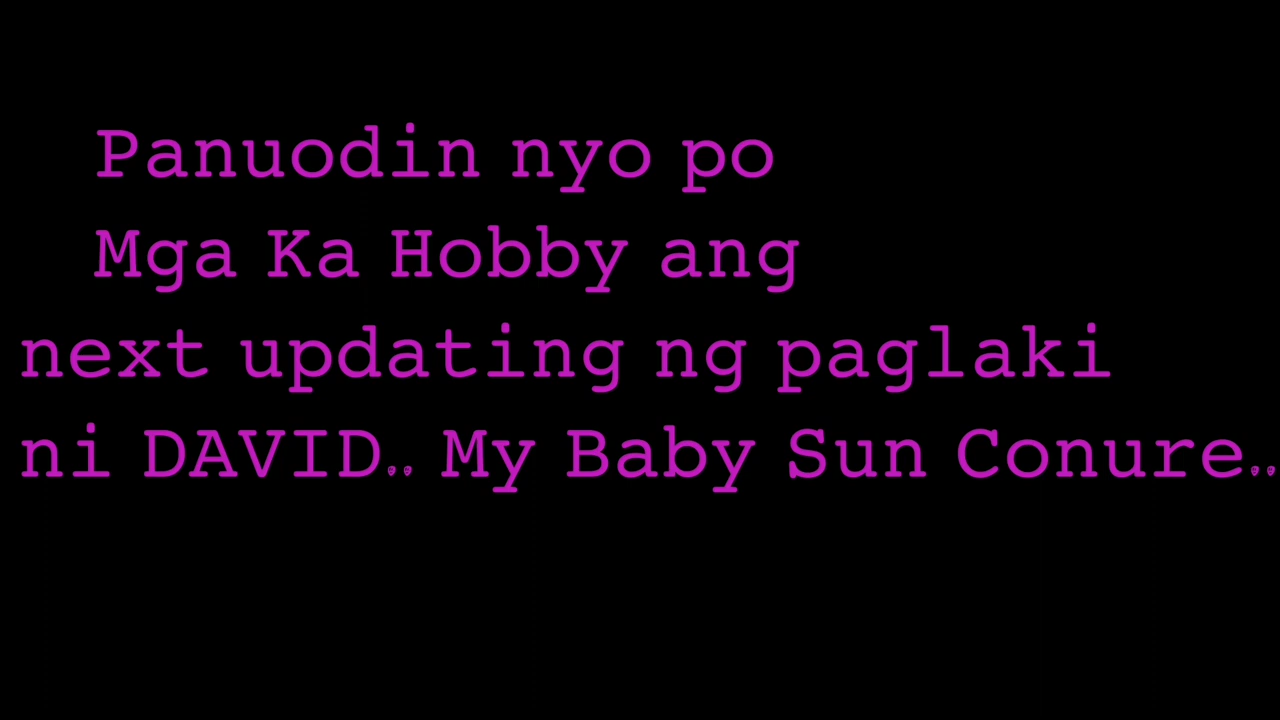 Panuodin nyo po
Mga Ka Hobby ang
next updating ng paglaki
ni DAVID.. My Baby Sun Conure..